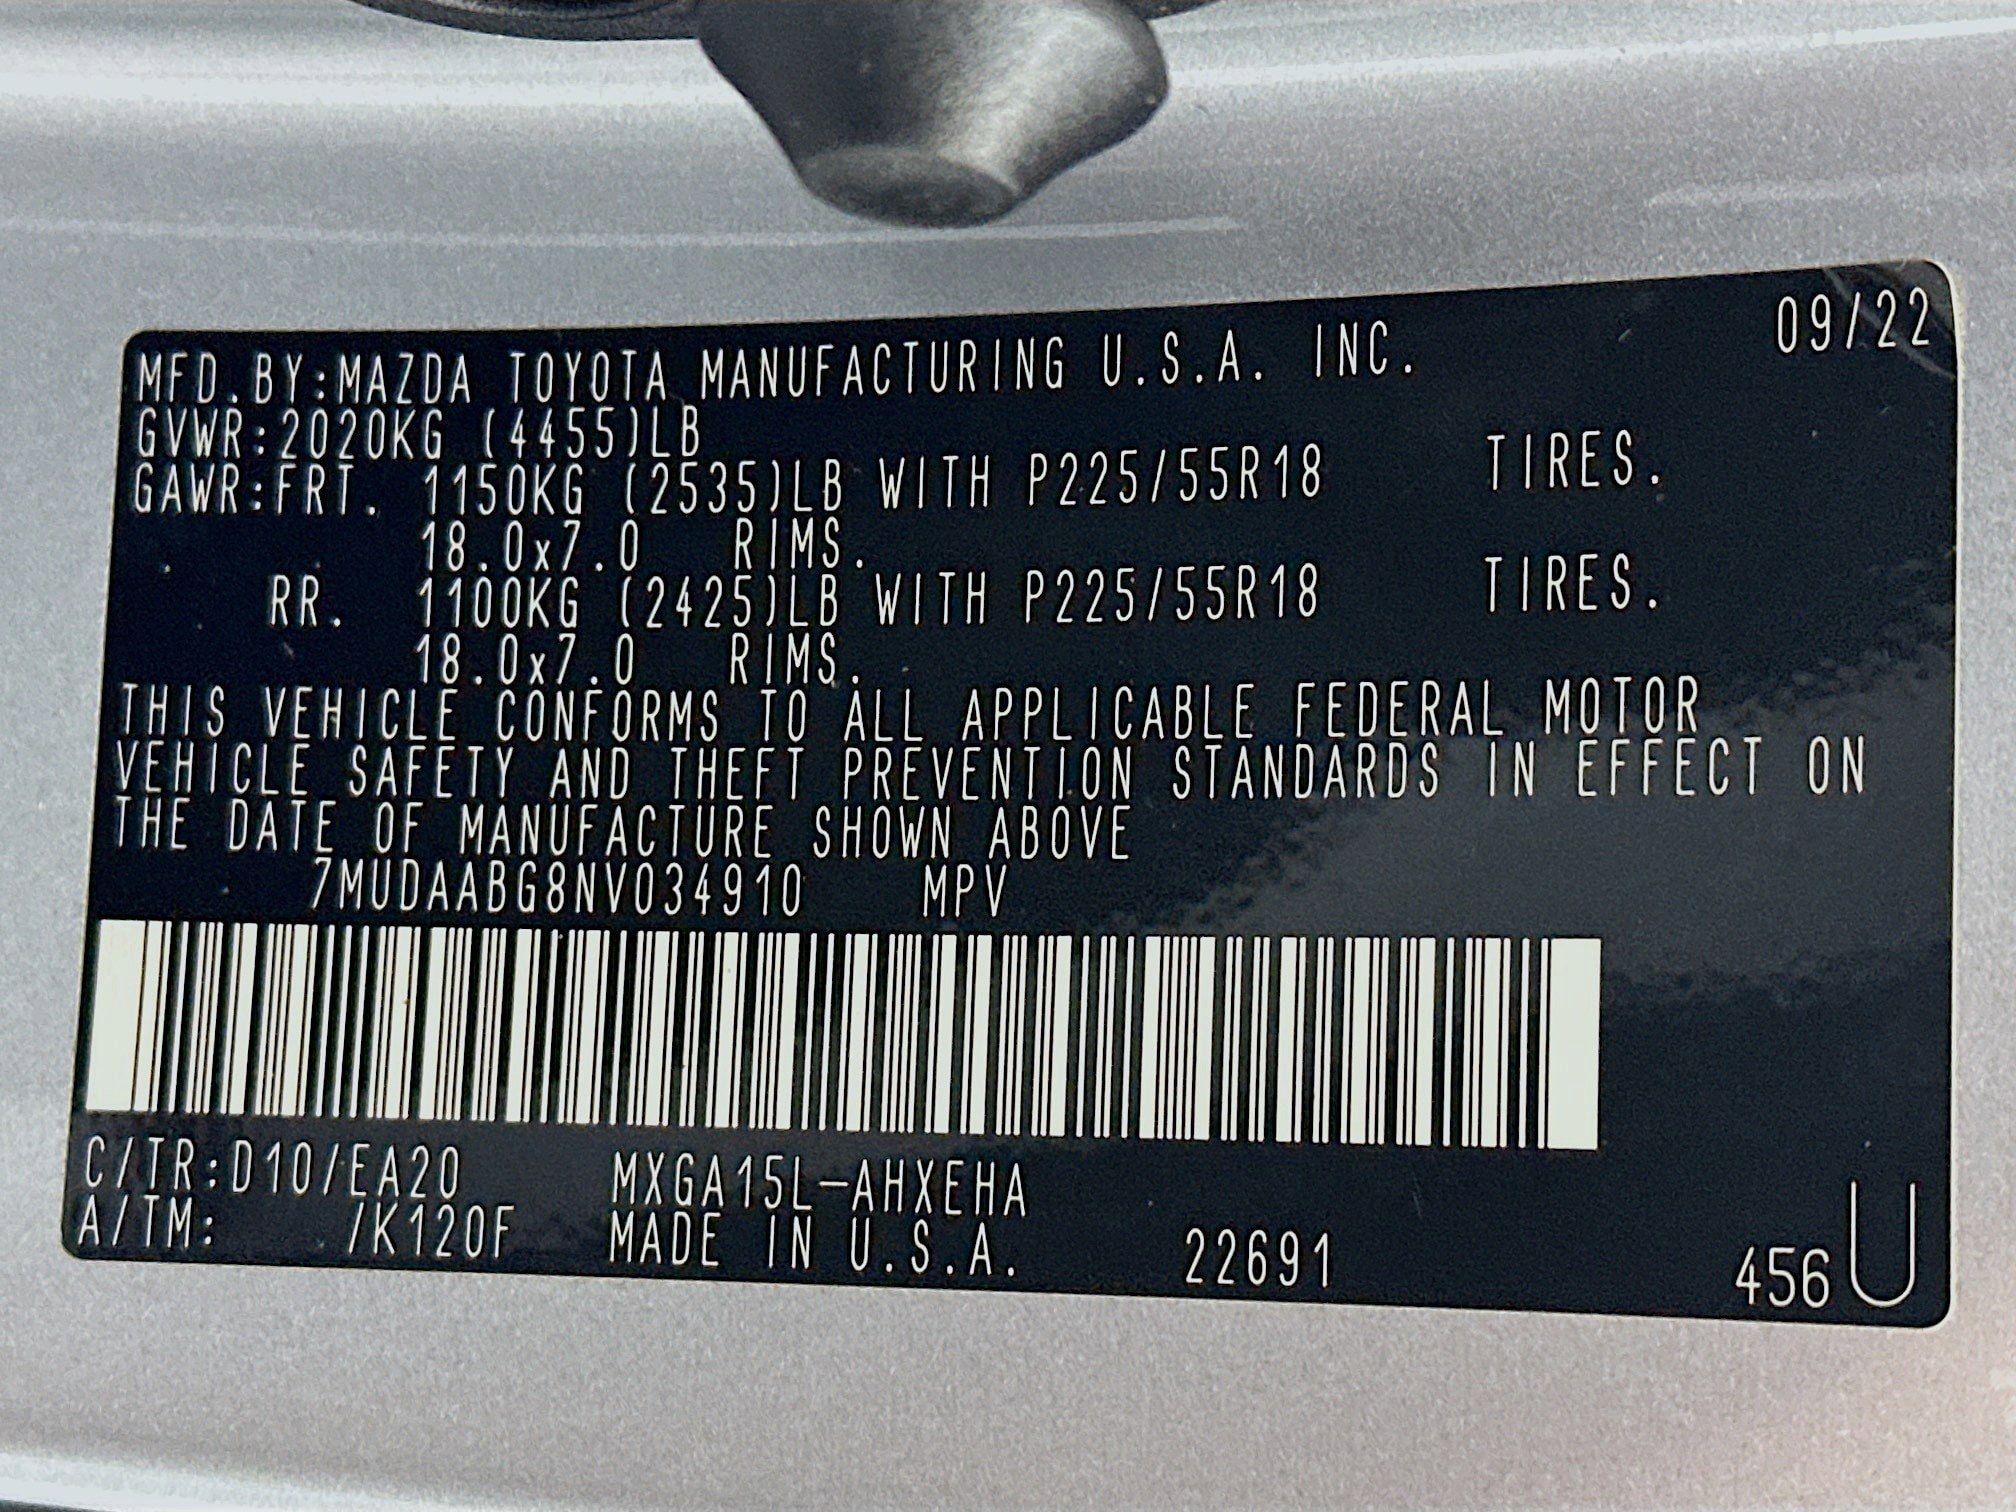 09/22
MFD.BY:MAZDA TOYOTA MANUFACTURING U.S.A. INC.
GVWR:2020KG (4455)LB
GAWR:FRT. 1150KG (2535)LB WITH P225/55R18 TIRES.
18.0x7.0 RIMS.
RR. 1100KG (2425)LB WITH P225/55R18 TIRES.
18.0x7.0 RIMS.
THIS VEHICLE CONFORMS TO ALL APPLICABLE FEDERAL MOTOR
VEHICLE SAFETY AND THEFT PREVENTION STANDARDS IN EFFECT ON
THE DATE OF MANUFACTURE SHOWN ABOVE
7MUDAABG8NV034910 MPV
C/TR:D10/EA20 MXGA15L-AHXEHA
A/TM: /K120F MADE IN U.S.A. 22691 456 U